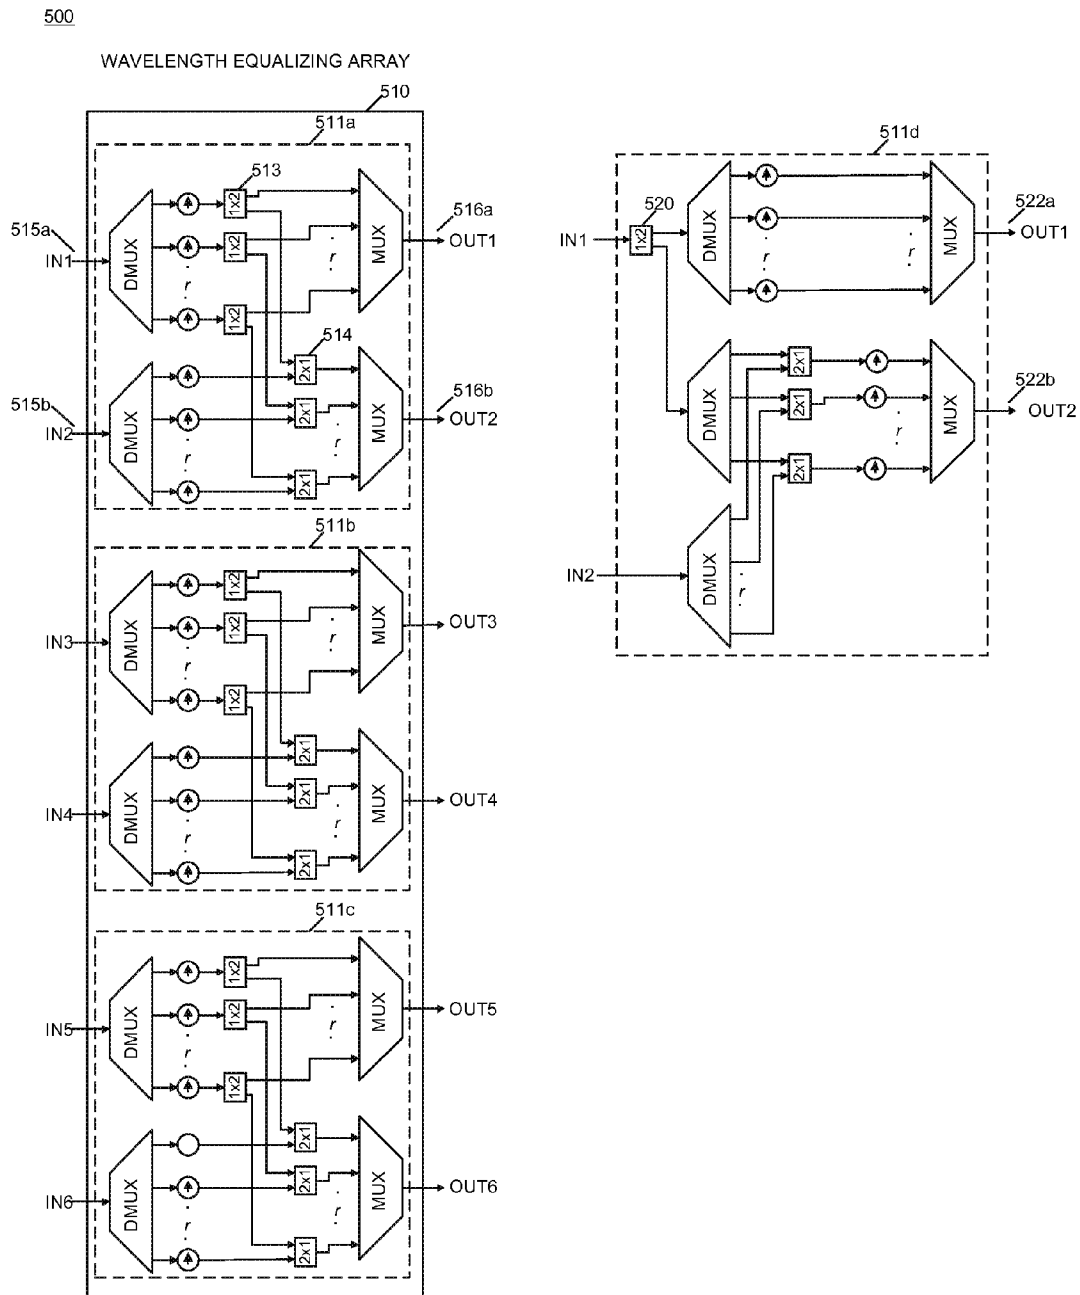 500
WAVELENGTH EQUALIZING ARRAY
510
511a
513
1x2
1x2
1x2
515a
IN1
DMUX
r
r
MUX
516a
OUT1
514
2x1
2x1
2x1
515b
IN2
DMUX
r
r
MUX
516b
OUT2
511b
1x2
1x2
1x2
IN3
DMUX
r
r
MUX
OUT3
2x1
2x1
2x1
IN4
DMUX
r
r
MUX
OUT4
511c
1x2
1x2
1x2
IN5
DMUX
r
r
MUX
OUT5
2x1
2x1
2x1
IN6
DMUX
r
r
MUX
OUT6
511d
520
IN1
1x2
DMUX
r
r
MUX
522a
OUT1
DMUX
2x1
2x1
2x1
r
MUX
522b
OUT2
IN2
DMUX
r